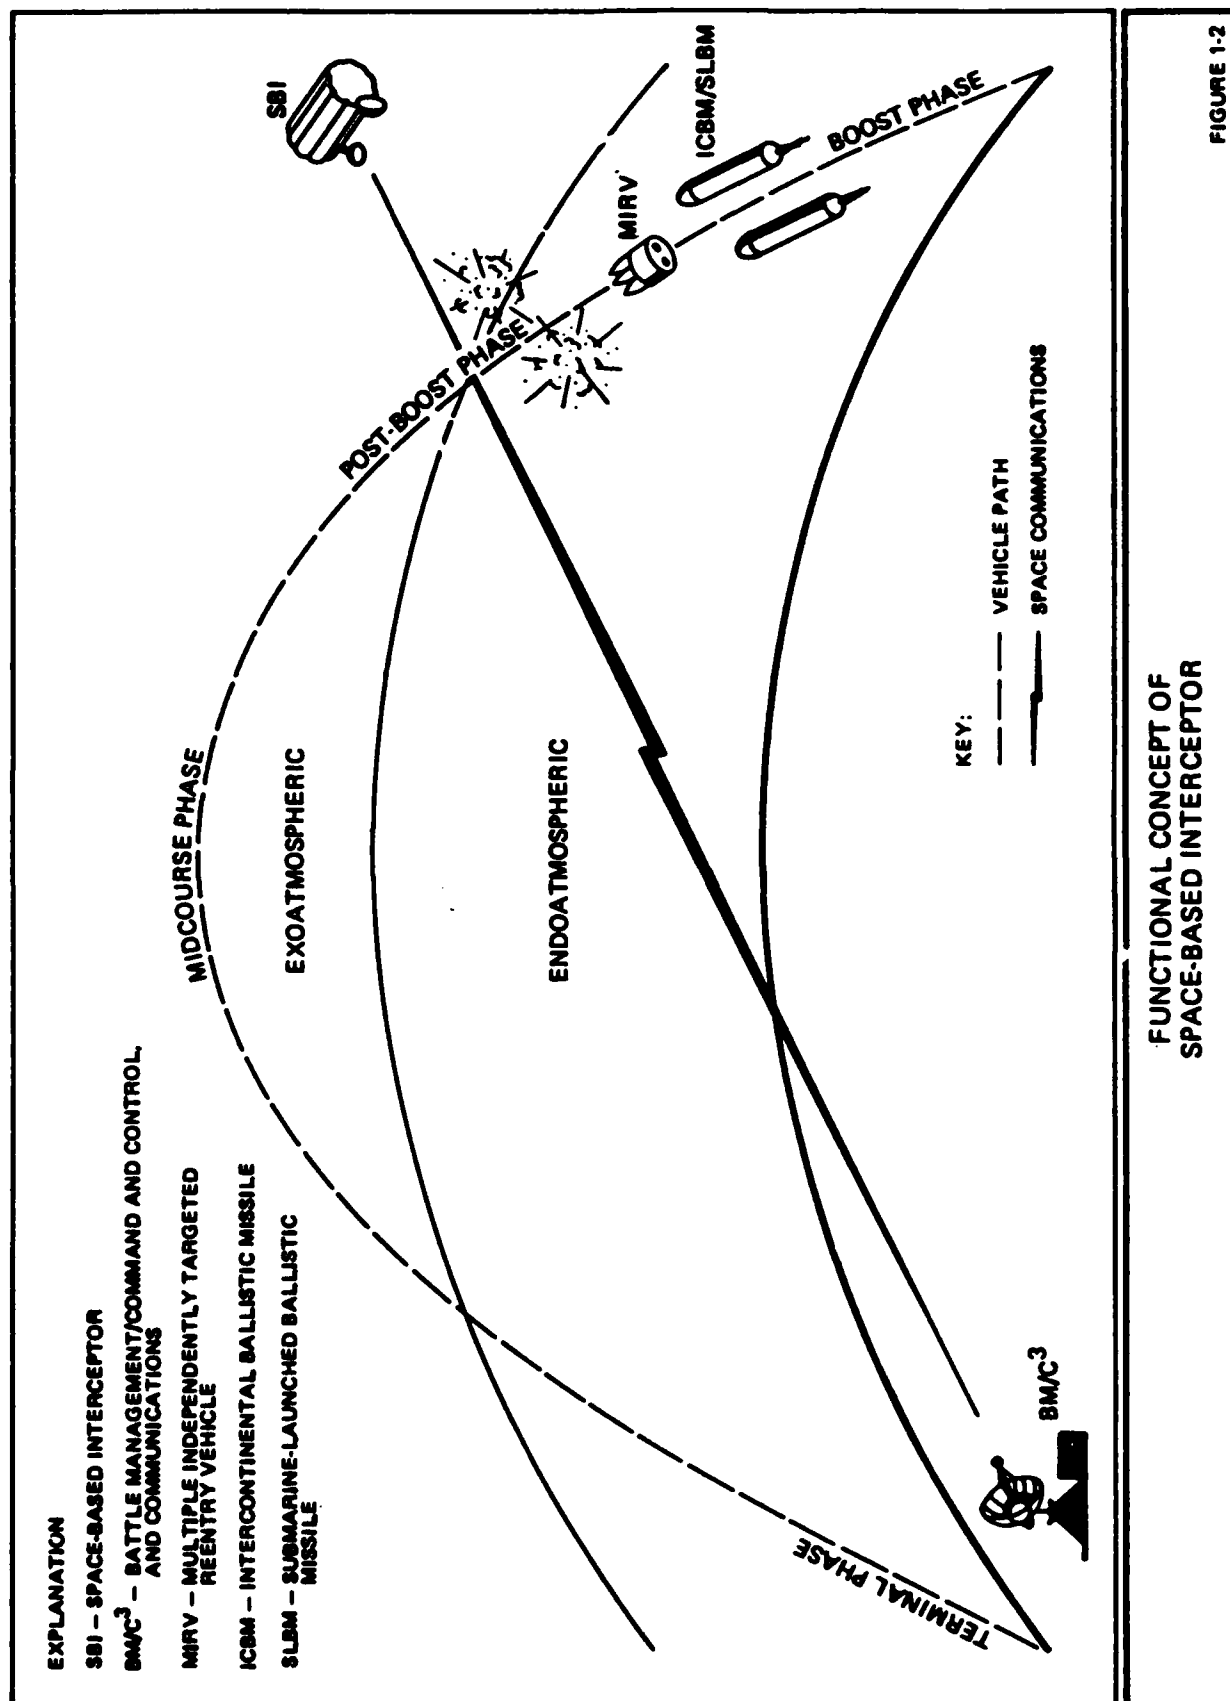 EXPLANATION
SBI – SPACE-BASED INTERCEPTOR
BM/C³ – BATTLE MANAGEMENT/COMMAND AND CONTROL,
AND COMMUNICATIONS
MIRV – MULTIPLE INDEPENDENTLY TARGETED
REENTRY VEHICLE
ICBM – INTERCONTINENTAL BALLISTIC MISSILE
SLBM – SUBMARINE-LAUNCHED BALLISTIC
MISSILE
SBI
MIDCOURSE PHASE
EXOATMOSPHERIC
POST-BOOST PHASE
MIRV
ICBM/SLBM
BOOST PHASE
ENDOATMOSPHERIC
TERMINAL PHASE
BM/C³
KEY:
VEHICLE PATH
SPACE COMMUNICATIONS
FUNCTIONAL CONCEPT OF
SPACE-BASED INTERCEPTOR
FIGURE 1-2